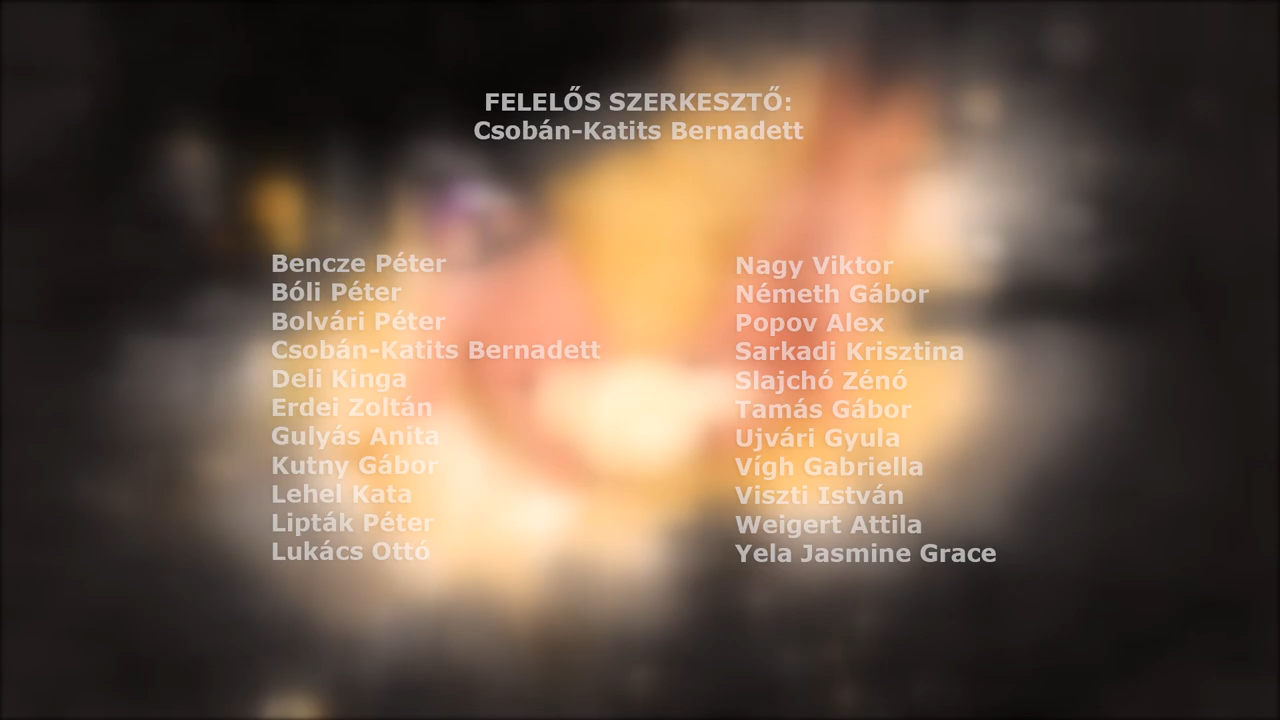 FELELŐS SZERKESZTŐ:
Csobán-Katits Bernadett
Bencze Péter
Bóli Péter
Bolvári Péter
Csobán-Katits Bernadett
Deli Kinga
Erdei Zoltán
Gulyás Anita
Kutny Gábor
Lehel Kata
Lipták Péter
Lukács Ottó
Nagy Viktor
Németh Gábor
Popov Alex
Sarkadi Krisztina
Slajchó Zénó
Tamás Gábor
Ujvári Gyula
Vígh Gabriella
Viszti István
Weigert Attila
Yela Jasmine Grace